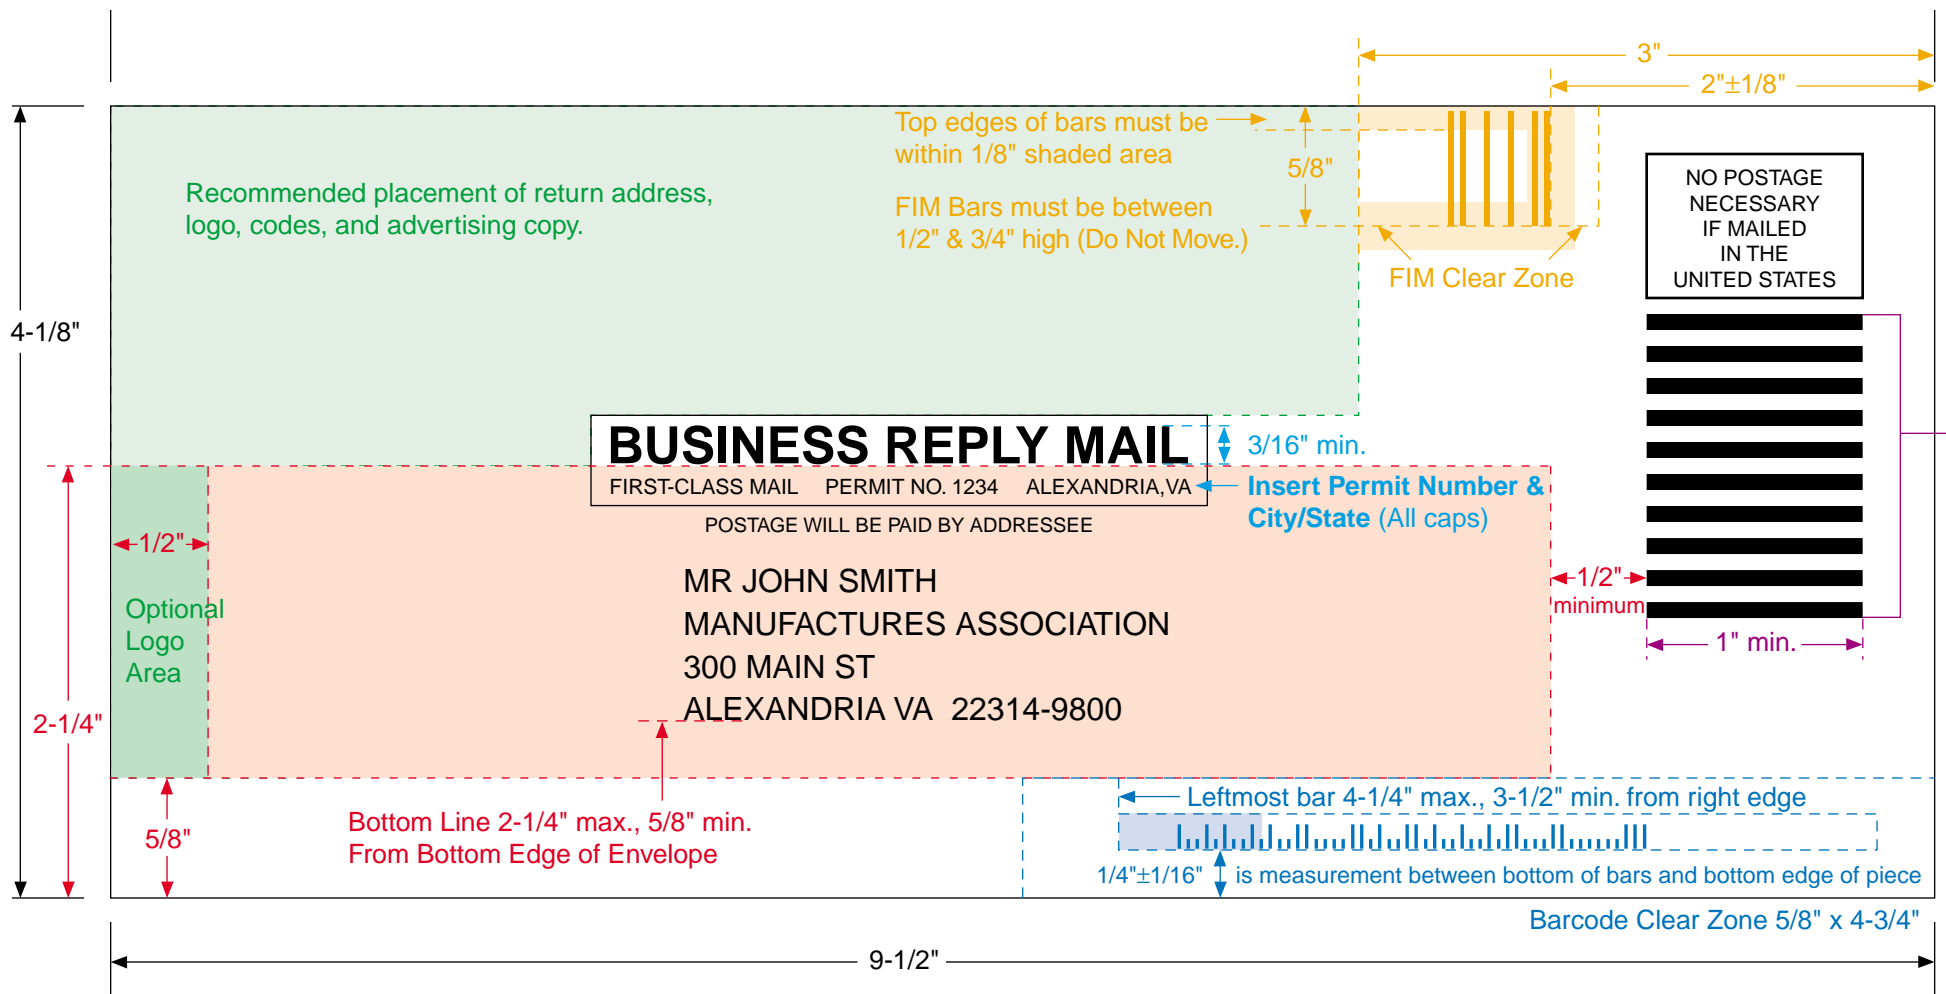 3"
2"±1/8"
Top edges of bars must be
within 1/8" shaded area
5/8"
FIM Bars must be between
1/2" & 3/4" high (Do Not Move.)
FIM Clear Zone
NO POSTAGE
NECESSARY
IF MAILED
IN THE
UNITED STATES
Recommended placement of return address,
logo, codes, and advertising copy.
4-1/8"
BUSINESS REPLY MAIL
3/16" min.
FIRST-CLASS MAIL PERMIT NO. 1234 ALEXANDRIA,VA
Insert Permit Number &
City/State (All caps)
POSTAGE WILL BE PAID BY ADDRESSEE
1/2"
Optional
Logo
Area
MR JOHN SMITH
MANUFACTURES ASSOCIATION
300 MAIN ST
ALEXANDRIA VA  22314-9800
1/2"
minimum
1" min.
2-1/4"
5/8"
Bottom Line 2-1/4" max., 5/8" min.
From Bottom Edge of Envelope
Leftmost bar 4-1/4" max., 3-1/2" min. from right edge
1/4"±1/16" is measurement between bottom of bars and bottom edge of piece
Barcode Clear Zone 5/8" x 4-3/4"
9-1/2"